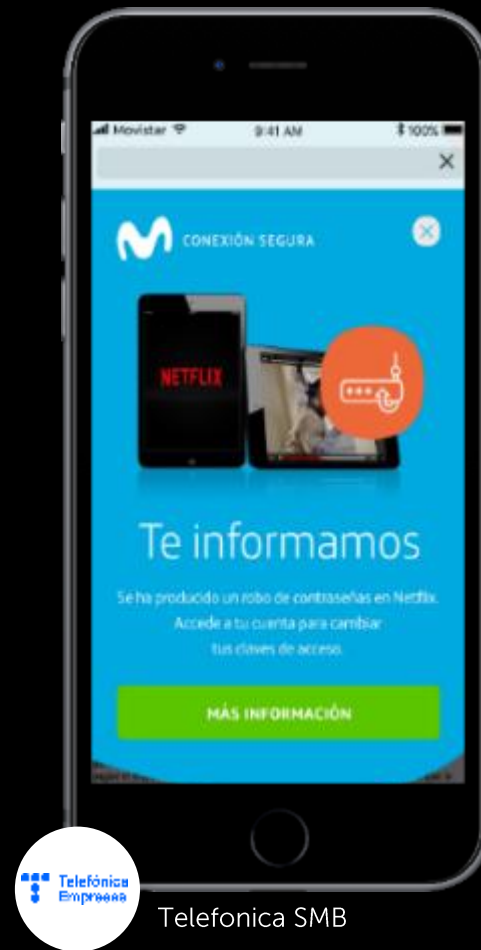 Movistar
9:41 AM
100%
CONEXIÓN SEGURA
NETFLIX
Te informamos
Se ha producido un robo de contraseñas en Netflix.
Accede a tu cuenta para cambiar
tus claves de acceso.
MÁS INFORMACIÓN
Telefónica
Empresas
Telefonica SMB